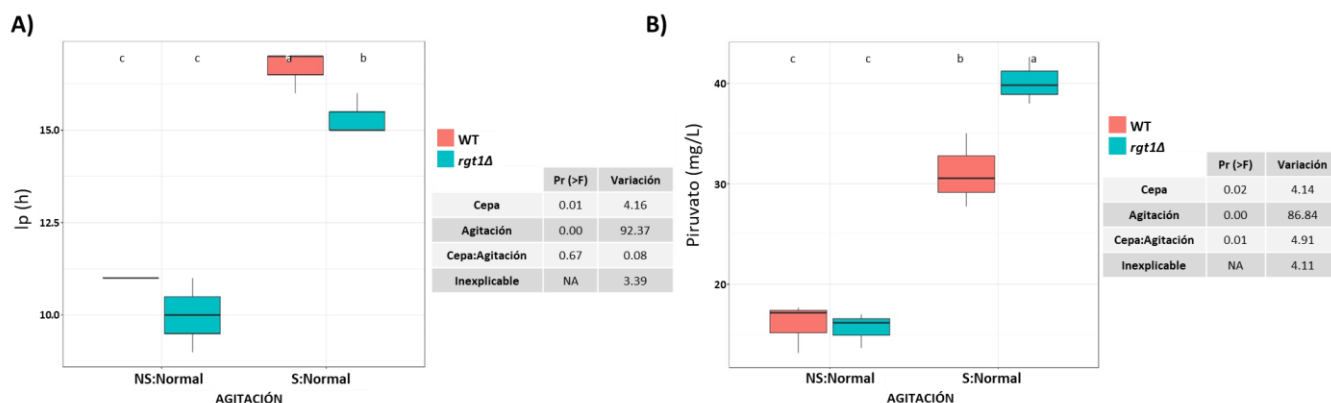 A)
c
c
a
b
15.0
12.5
10.0
Ip (h)
NS:Normal
S:Normal
AGITACIÓN
WT
rgt1Δ
Pr (>F) Variación
Cepa 0.01 4.16
Agitación 0.00 92.37
Cepa:Agitación 0.67 0.08
Inexplicable NA 3.39
B)
c
c
b
a
40
30
20
Piruvato (mg/L)
NS:Normal
S:Normal
AGITACIÓN
WT
rgt1Δ
Pr (>F) Variación
Cepa 0.02 4.14
Agitación 0.00 86.84
Cepa:Agitación 0.01 4.91
Inexplicable NA 4.11